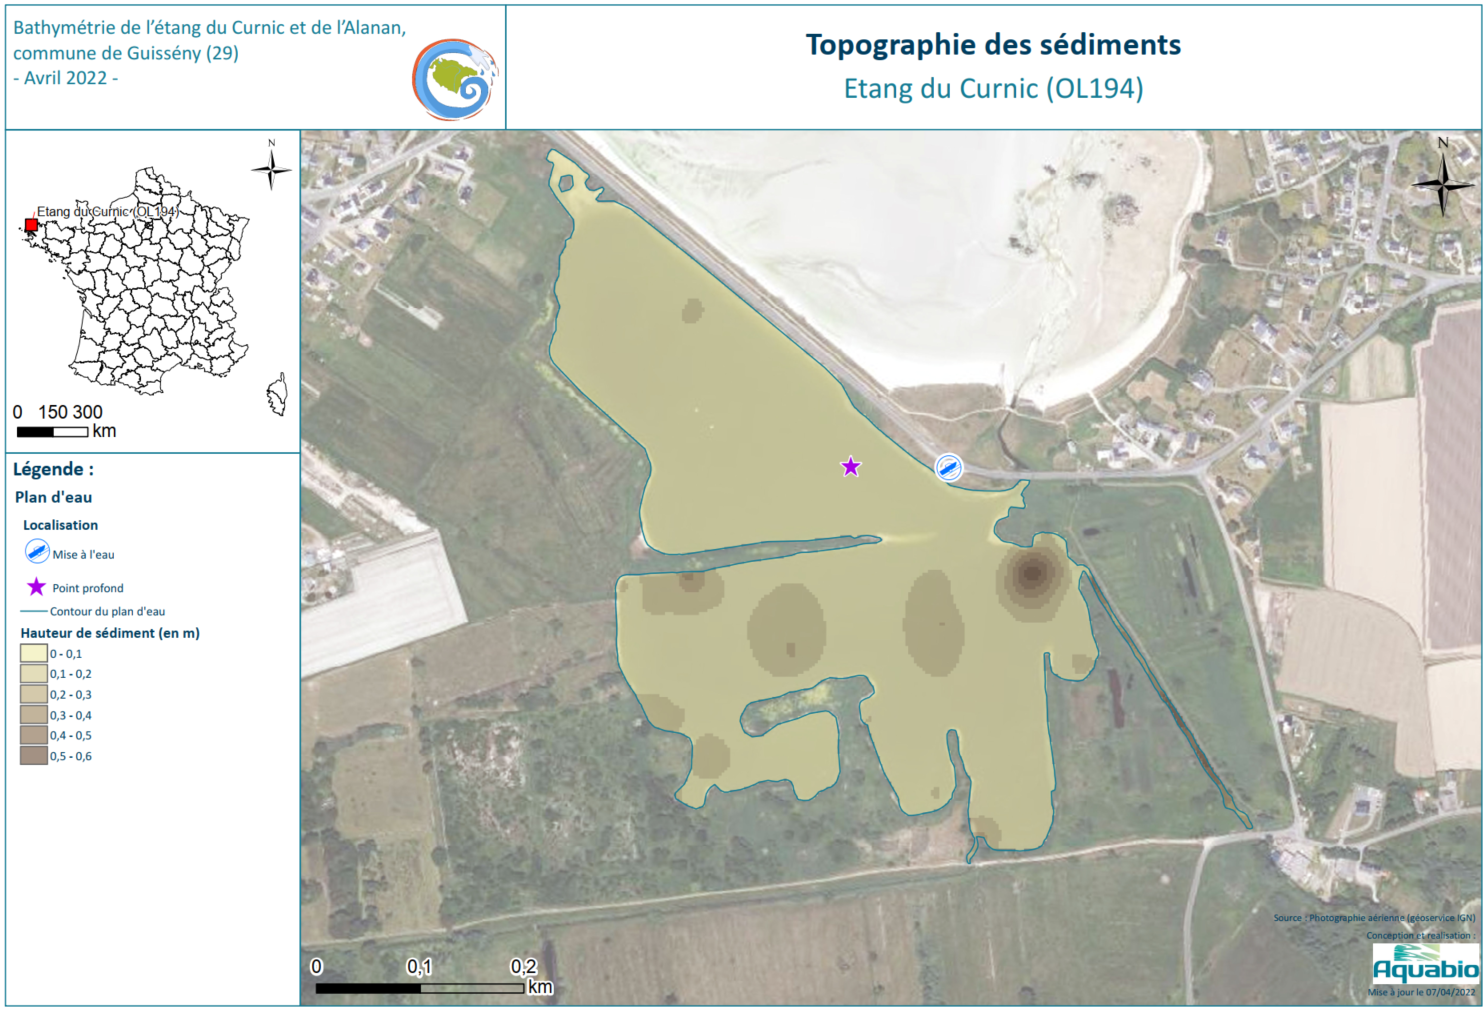 Bathymétrie de l'étang du Curnic et de l'Alanan,
commune de Guissény (29)
- Avril 2022 -
Topographie des sédiments
Etang du Curnic (OL194)
N
Etang du Curnic (OL194)
0 150 300
km
Légende :
Plan d'eau
Localisation
Mise à l'eau
Point profond
Contour du plan d'eau
Hauteur de sédiment (en m)
0 - 0,1
0,1 - 0,2
0,2 - 0,3
0,3 - 0,4
0,4 - 0,5
0,5 - 0,6
N
0 0,1 0,2
km
Source : Photographie aérienne (géoservice IGN)
Conception et réalisation :
Aquabio
Mise à jour le 07/04/2022